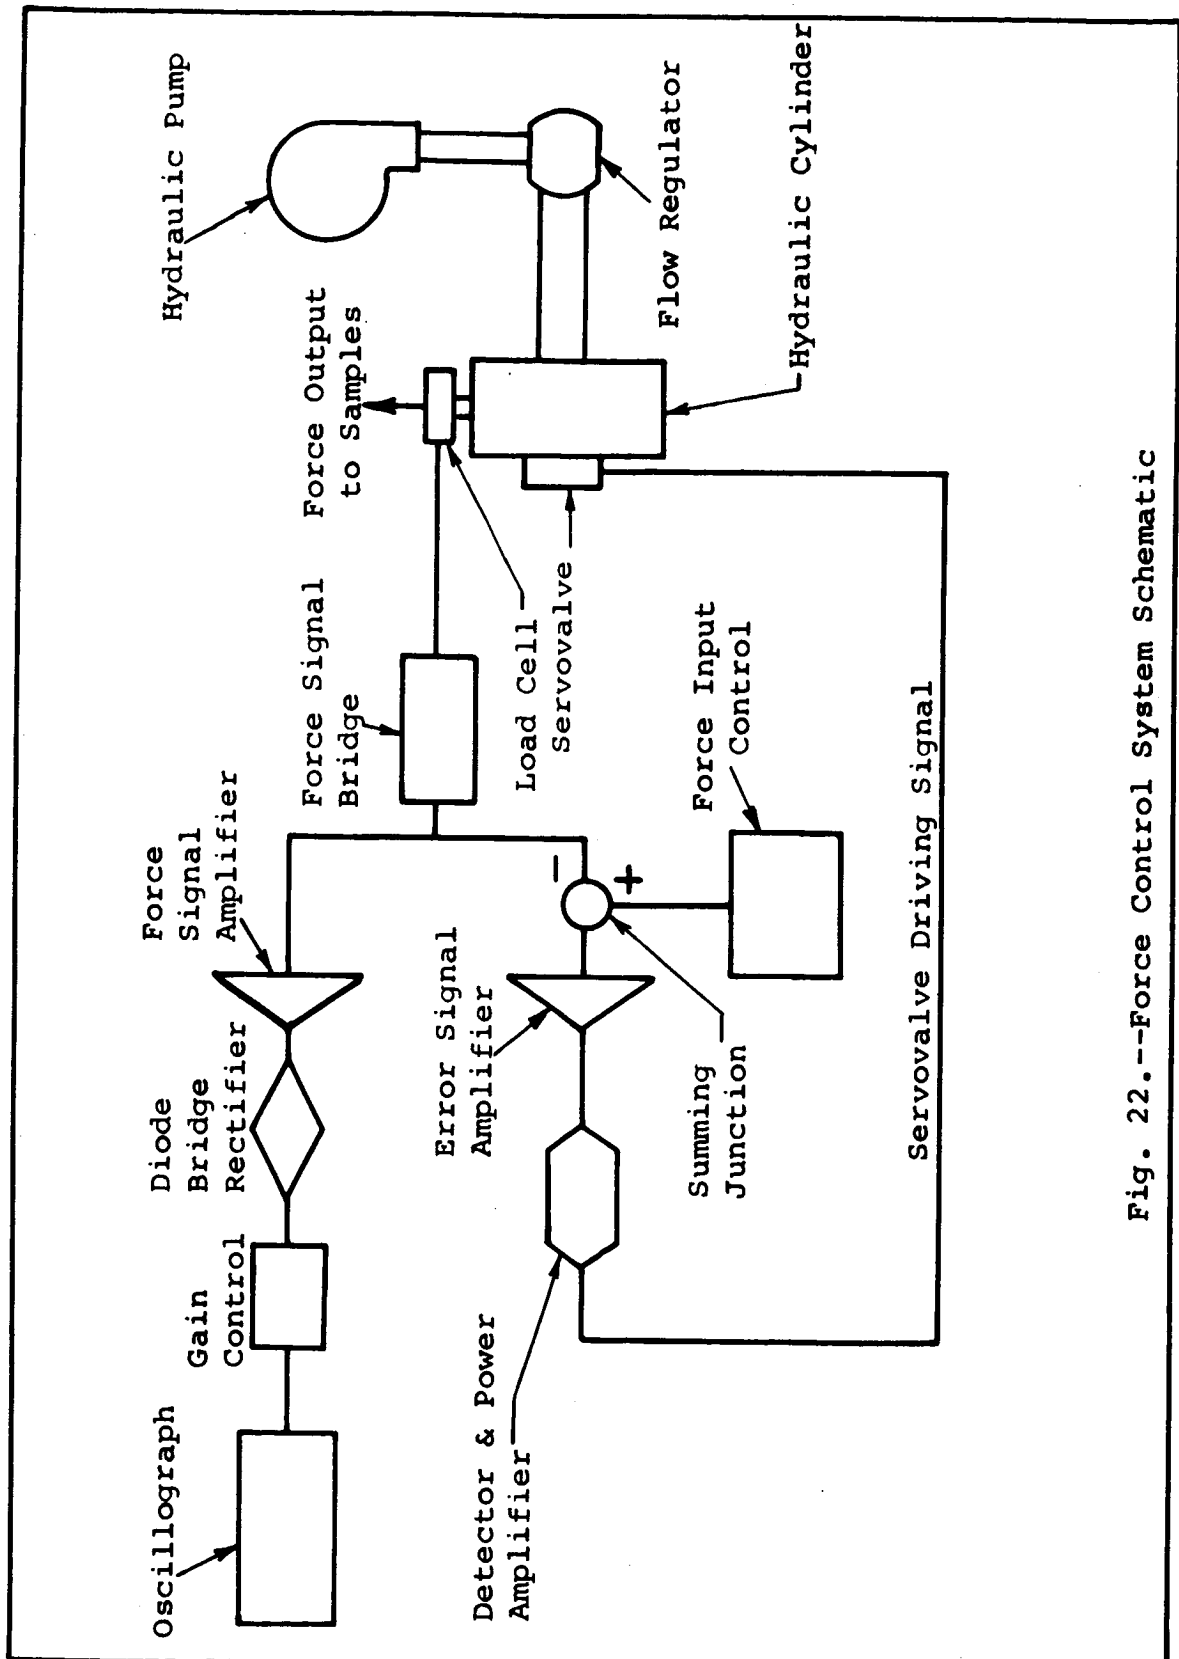 Oscillograph
Gain
Control
Diode
Bridge
Rectifier
Force
Signal
Amplifier
Force Signal
Bridge
Force Output
to Samples
Hydraulic Pump
Detector & Power
Amplifier
Error Signal
Amplifier
Load Cell
Servovalve
Flow Regulator
Summing
Junction
-
+
Force Input
Control
Hydraulic Cylinder
Servovalve Driving Signal
Fig. 22.--Force Control System Schematic